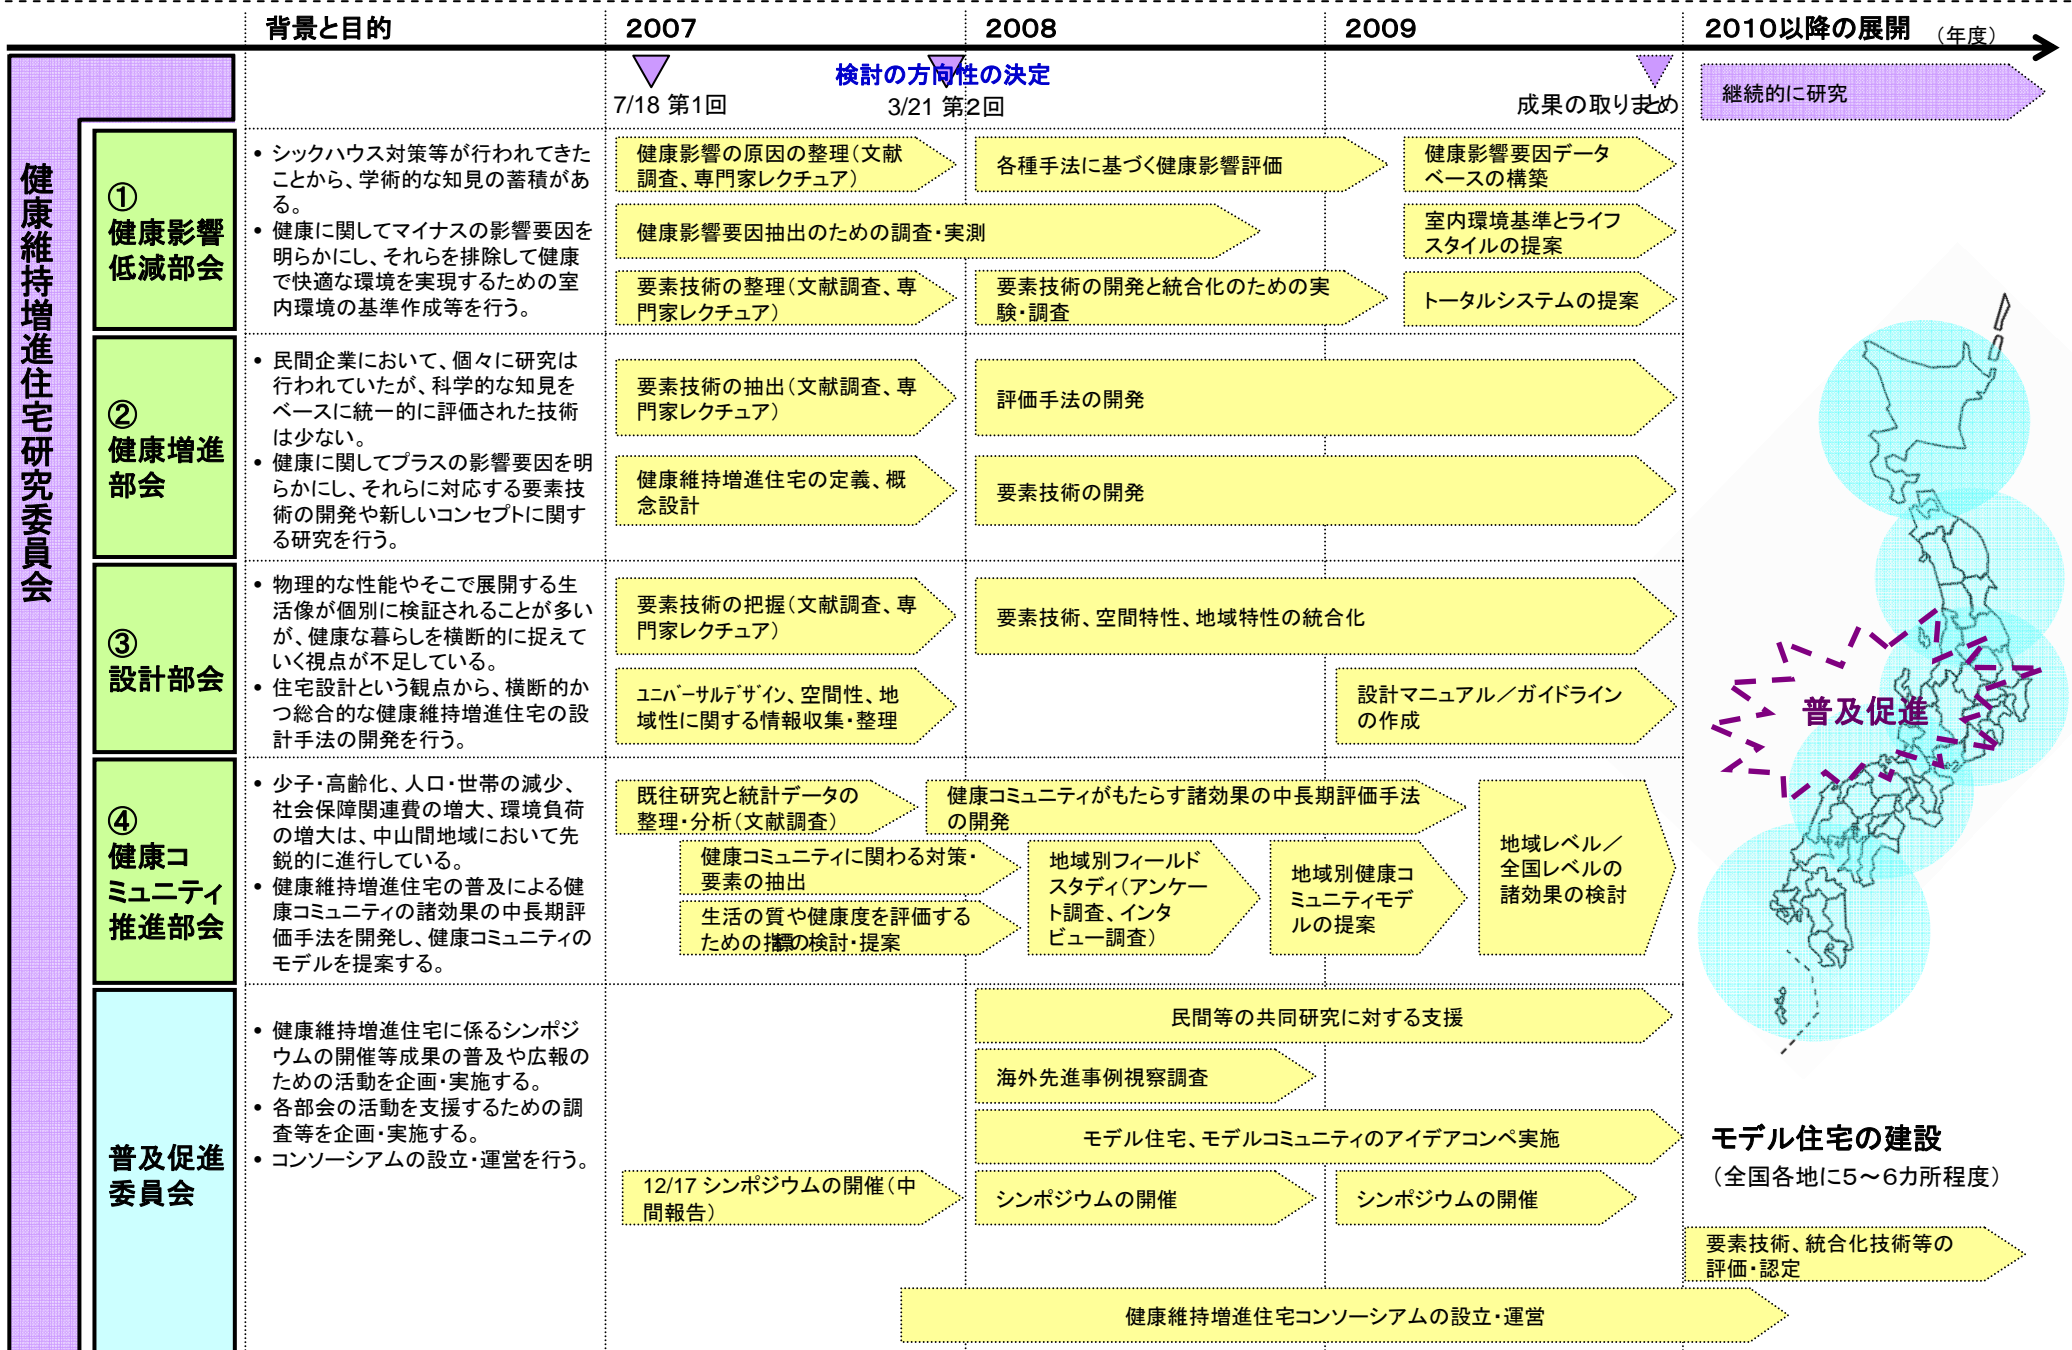 背景と目的
2007
2008
2009
2010以降の展開 （年度）
検討の方向性の決定
7/18 第1回
3/21 第2回
成果の取りまとめ
継続的に研究
健康維持増進住宅研究委員会
①
健康影響
低減部会
• シックハウス対策等が行われてきた
ことから、学術的な知見の蓄積があ
る。
• 健康に関してマイナスの影響要因を
明らかにし、それらを排除して健康
で快適な環境を実現するための室
内環境の基準作成等を行う。
健康影響の原因の整理（文献
調査、専門家レクチュア）
各種手法に基づく健康影響評価
健康影響要因データ
ベースの構築
健康影響要因抽出のための調査・実測
室内環境基準とライフ
スタイルの提案
要素技術の整理（文献調査、専
門家レクチュア）
要素技術の開発と統合化のための実
験・調査
トータルシステムの提案
②
健康増進
部会
• 民間企業において、個々に研究は
行われていたが、科学的な知見を
ベースに統一的に評価された技術
は少ない。
• 健康に関してプラスの影響要因を明
らかにし、それらに対応する要素技
術の開発や新しいコンセプトに関す
る研究を行う。
要素技術の抽出（文献調査、専
門家レクチュア）
評価手法の開発
健康維持増進住宅の定義、概
念設計
要素技術の開発
③
設計部会
• 物理的な性能やそこで展開する生
活像が個別に検証されることが多い
が、健康な暮らしを横断的に捉えて
いく視点が不足している。
• 住宅設計という観点から、横断的か
つ総合的な健康維持増進住宅の設
計手法の開発を行う。
要素技術の把握（文献調査、専
門家レクチュア）
要素技術、空間特性、地域特性の統合化
ﾕﾆﾊﾞｰｻﾙﾃﾞｻﾞｲﾝ、空間性、地
域性に関する情報収集・整理
設計マニュアル／ガイドライン
の作成
普及促進
④
健康コ
ミュニティ
推進部会
• 少子・高齢化、人口・世帯の減少、
社会保障関連費の増大、環境負荷
の増大は、中山間地域において先
鋭的に進行している。
• 健康維持増進住宅の普及による健
康コミュニティの諸効果の中長期評
価手法を開発し、健康コミュニティの
モデルを提案する。
既往研究と統計データの
整理・分析（文献調査）
健康コミュニティがもたらす諸効果の中長期評価手法
の開発
健康コミュニティに関わる対策・
要素の抽出
生活の質や健康度を評価する
ための指標の検討・提案
地域別フィールド
スタディ（アンケー
ト調査、インタ
ビュー調査）
地域別健康コ
ミュニティモデ
ルの提案
地域レベル／
全国レベルの
諸効果の検討
普及促進
委員会
• 健康維持増進住宅に係るシンポジ
ウムの開催等成果の普及や広報の
ための活動を企画・実施する。
• 各部会の活動を支援するための調
査等を企画・実施する。
• コンソーシアムの設立・運営を行う。
民間等の共同研究に対する支援
海外先進事例視察調査
モデル住宅、モデルコミュニティのアイデアコンペ実施
12/17 シンポジウムの開催（中
間報告）
シンポジウムの開催
シンポジウムの開催
モデル住宅の建設
（全国各地に5～6カ所程度）
要素技術、統合化技術等の
評価・認定
健康維持増進住宅コンソーシアムの設立・運営